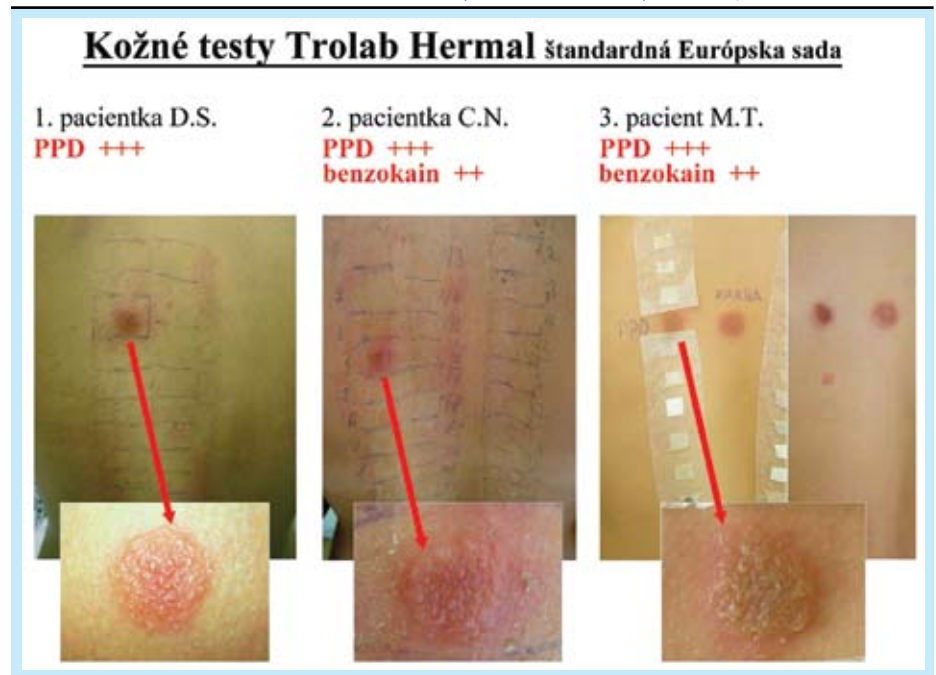 Kožné testy Trolab Hermal štandardná Európska sada
1. pacientka D.S.
PPD +++
2. pacientka C.N.
PPD +++
benzokain ++
3. pacient M.T.
PPD +++
benzokain ++
PPD